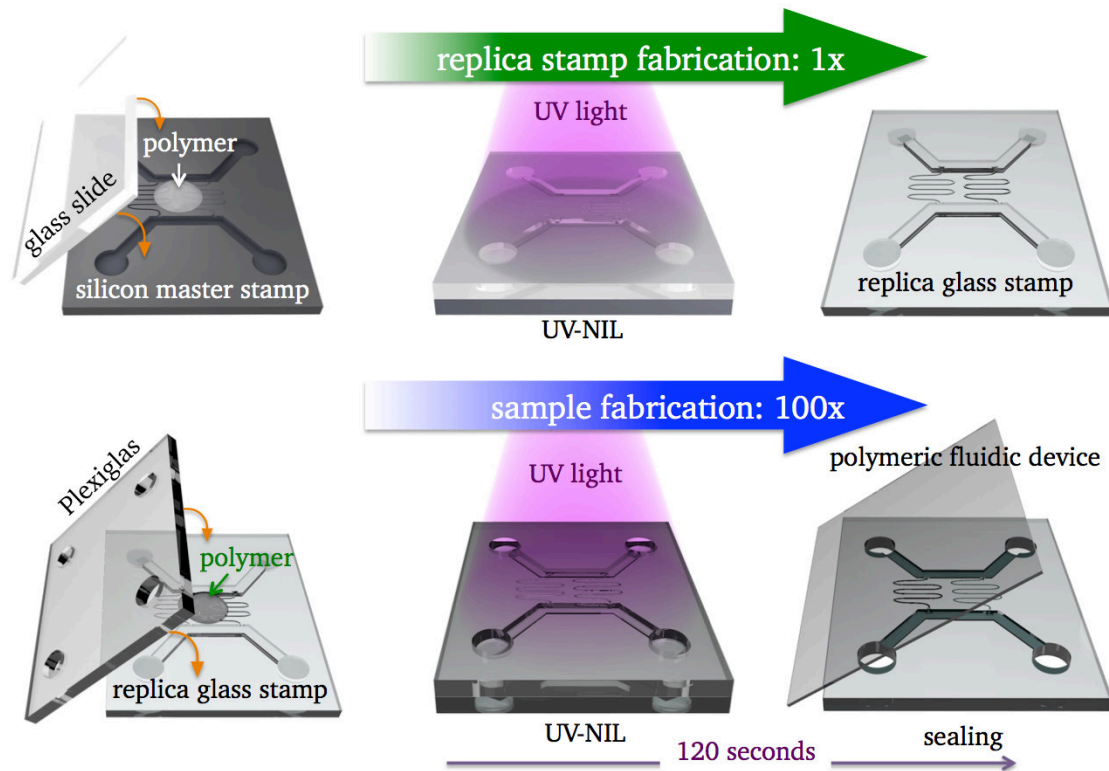 replica stamp fabrication: 1x
UV light
polymer
glass slide
silicon master stamp
UV-NIL
replica glass stamp
sample fabrication: 100x
UV light
polymeric fluidic device
Plexiglas
polymer
replica glass stamp
UV-NIL
sealing
120 seconds